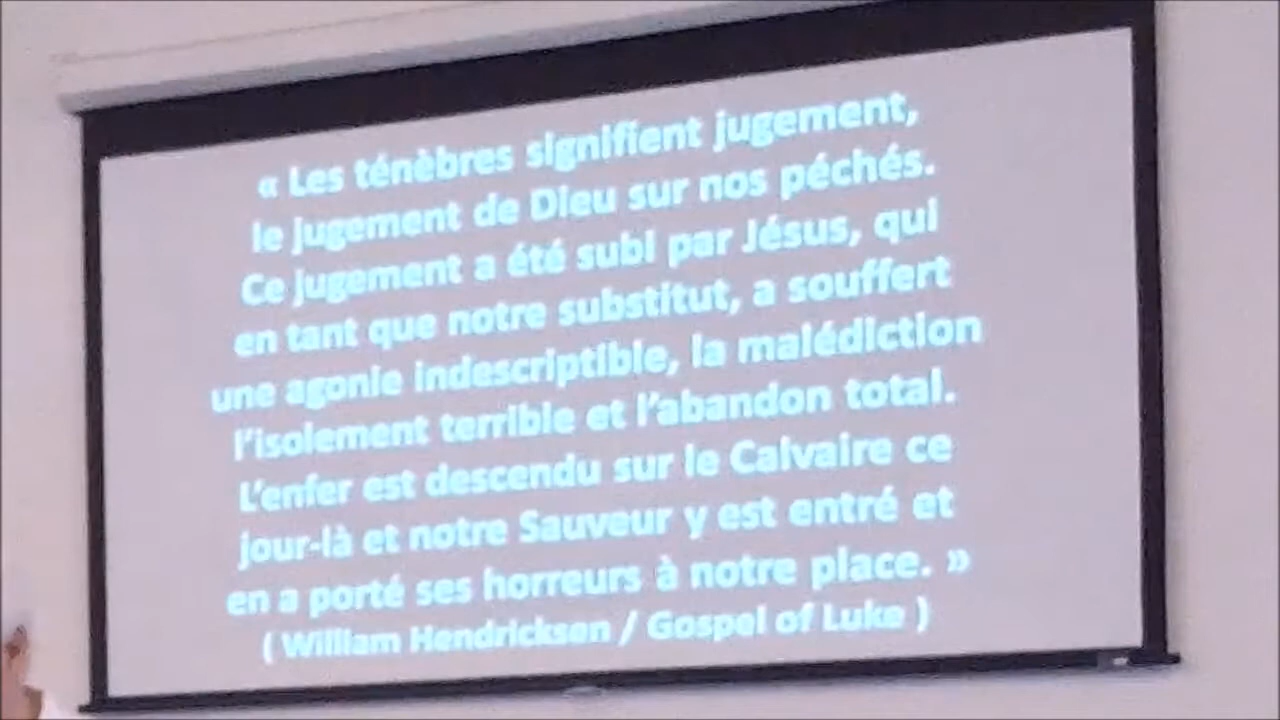 « Les ténèbres signifient jugement,
le jugement de Dieu sur nos péchés.
Ce jugement a été subi par Jésus, qui
en tant que notre substitut, a souffert
une agonie indescriptible, la malédiction
l’isolement terrible et l’abandon total.
L’enfer est descendu sur le Calvaire ce
jour-là et notre Sauveur y est entré et
en a porté ses horreurs à notre place. »
( William Hendricksen / Gospel of Luke )